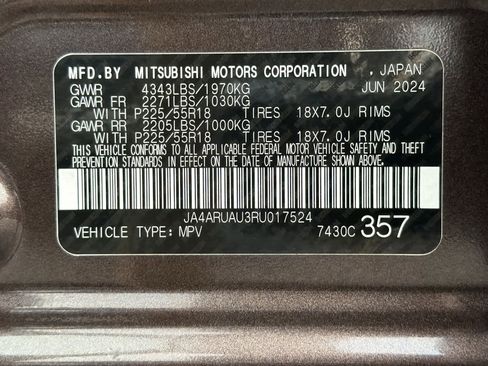 MFD.BY MITSUBISHI MOTORS CORPORATION , JAPAN
GVWR 4343LBS/1970KG JUN 2024
GAWR FR 2271LBS/1030KG
WITH P225/55R18 TIRES 18X7.0J RIMS
GAWR RR 2205LBS/1000KG
WITH P225/55R18 TIRES 18X7.0J RIMS
THIS VEHICLE CONFORMS TO ALL APPLICABLE FEDERAL MOTOR VEHICLE SAFETY AND THEFT
PREVENTION STANDARDS IN EFFECT ON THE DATE OF MANUFACTURE SHOWN ABOVE.
JA4ARUAU3RU017524
VEHICLE TYPE: MPV 7430C 357